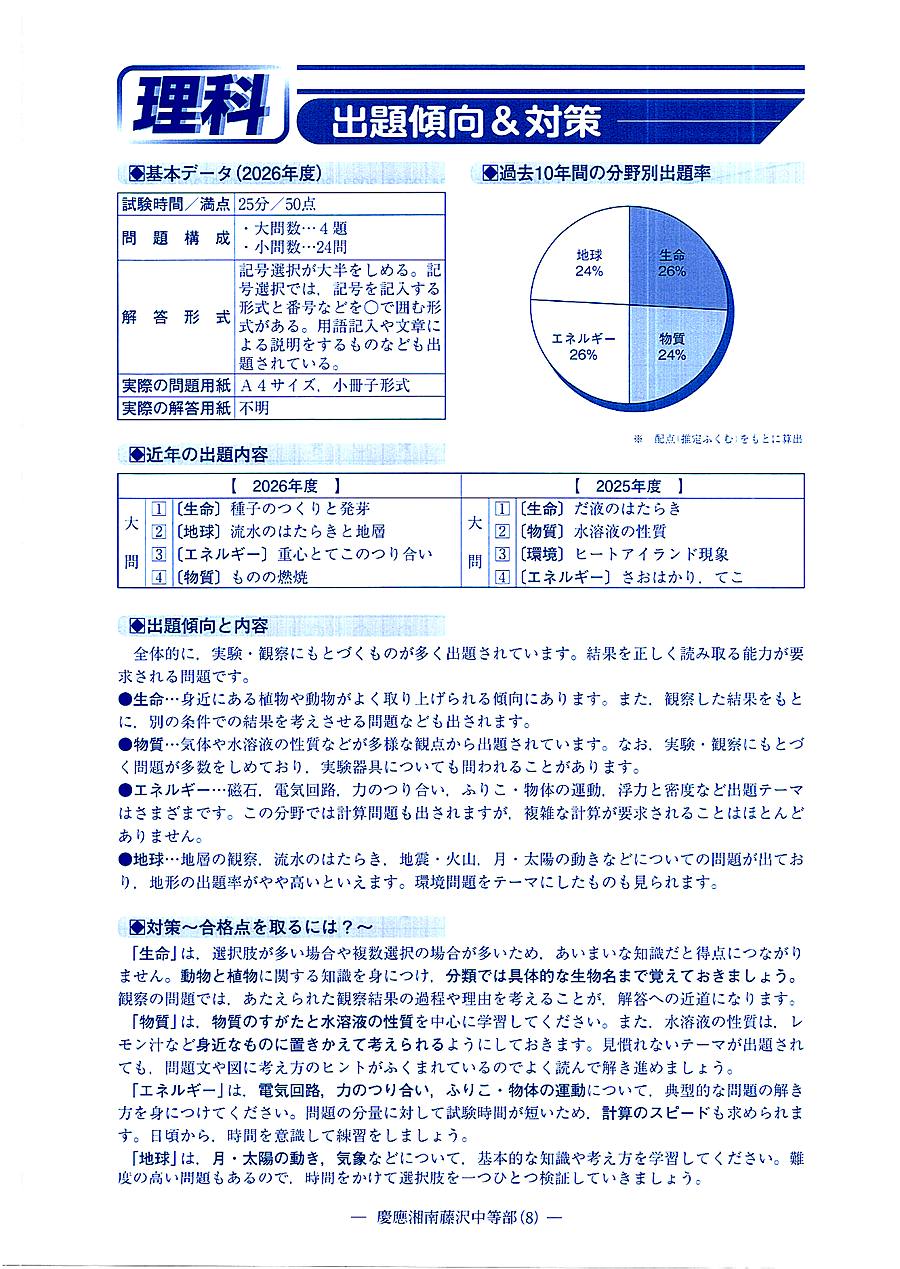 理科
出題傾向＆対策
◆基本データ（2026年度）
試験時間／満点 25分／50点
問題構成 ・大問数…４題
・小問数…24問
解答形式 記号選択が大半をしめる。記
号選択では，記号を記入する
形式と番号などを○で囲む形
式がある。用語記入や文章に
よる説明をするものなども出
題されている。
実際の問題用紙 Ａ４サイズ，小冊子形式
実際の解答用紙 不明
◆過去10年間の分野別出題率
地球
24%
生命
26%
エネルギー
26%
物質
24%
※　配点（推定ふくむ）をもとに算出
◆近年の出題内容
【　2026年度　】
大問
1 〔生命〕種子のつくりと発芽
2 〔地球〕流水のはたらきと地層
3 〔エネルギー〕重心とてこのつり合い
4 〔物質〕ものの燃焼
【　2025年度　】
大問
1 〔生命〕だ液のはたらき
2 〔物質〕水溶液の性質
3 〔環境〕ヒートアイランド現象
4 〔エネルギー〕さおはかり，てこ
◆出題傾向と内容
全体的に，実験・観察にもとづくものが多く出題されています。結果を正しく読み取る能力が要
求される問題です。
●生命…身近にある植物や動物がよく取り上げられる傾向にあります。また，観察した結果をもと
に，別の条件での結果を考えさせる問題なども出されます。
●物質…気体や水溶液の性質などが多様な観点から出題されています。なお，実験・観察にもとづ
く問題が多数をしめており，実験器具についても問われることがあります。
●エネルギー…磁石，電気回路，力のつり合い，ふりこ・物体の運動，浮力と密度など出題テーマ
はさまざまです。この分野では計算問題も出されますが，複雑な計算が要求されることはほとんど
ありません。
●地球…地層の観察，流水のはたらき，地震・火山，月・太陽の動きなどについての問題が出てお
り，地形の出題率がやや高いといえます。環境問題をテーマにしたものも見られます。
◆対策～合格点を取るには？～
「生命」は，選択肢が多い場合や複数選択の場合が多いため，あいまいな知識だと得点につながり
ません。動物と植物に関する知識を身につけ，分類では具体的な生物名まで覚えておきましょう。
観察の問題では，あたえられた観察結果の過程や理由を考えることが，解答への近道になります。
「物質」は，物質のすがたと水溶液の性質を中心に学習してください。また，水溶液の性質は，レ
モン汁など身近なものに置きかえて考えられるようにしておきます。見慣れないテーマが出題され
ても，問題文や図に考え方のヒントがふくまれているのでよく読んで解き進めましょう。
「エネルギー」は，電気回路，力のつり合い，ふりこ・物体の運動について，典型的な問題の解き
方を身につけてください。問題の分量に対して試験時間が短いため，計算のスピードも求められま
す。日頃から，時間を意識して練習をしましょう。
「地球」は，月・太陽の動き，気象などについて，基本的な知識や考え方を学習してください。難
度の高い問題もあるので，時間をかけて選択肢を一つひとつ検証していきましょう。
― 慶應湘南藤沢中等部（8） ―